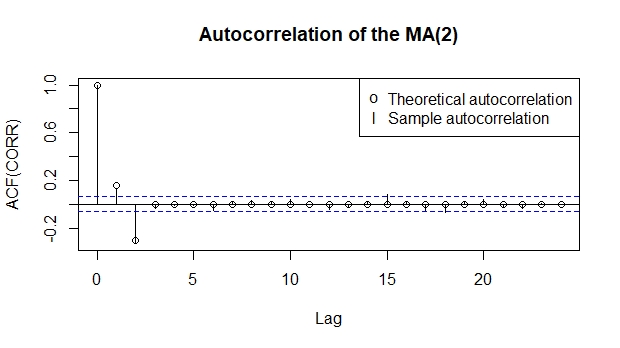 Autocorrelation of the MA(2)
ACF(CORR)
1.0
0.6
0.2
-0.2
o Theoretical autocorrelation
l Sample autocorrelation
0 5 10 15 20
Lag